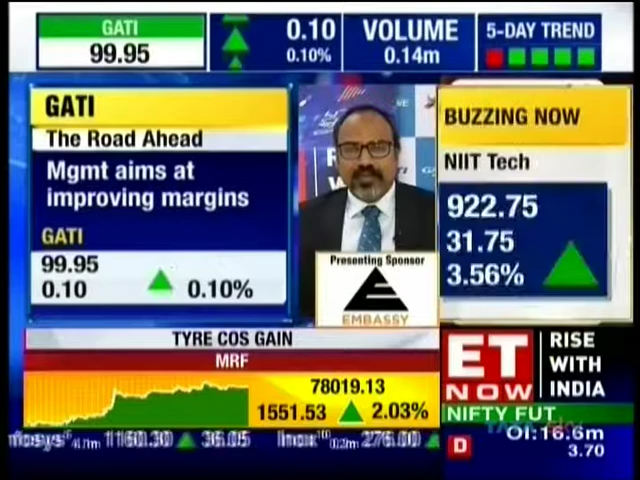 GATI
99.95
0.10
0.10%
VOLUME
0.14m
5-DAY TREND
GATI
The Road Ahead
Mgmt aims at
improving margins
GATI
99.95
0.10 0.10%
Presenting Sponsor
EMBASSY
BUZZING NOW
NIIT Tech
922.75
31.75
3.56%
TYRE COS GAIN
MRF
78019.13
1551.53 2.03%
ET
NOW
RISE
WITH
INDIA
NIFTY FUT
D OI:16.6m
3.70
Infosys 1160.30 36.05 Inox 0.2m 276.00